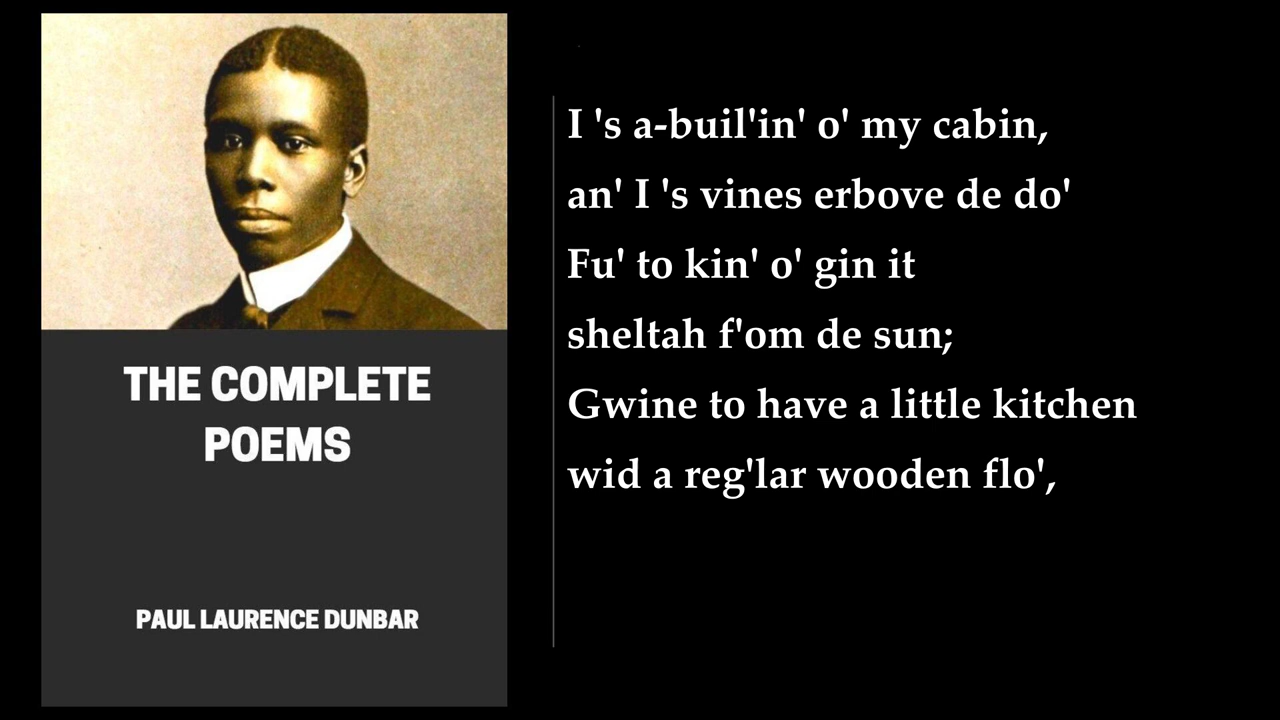 THE COMPLETE
POEMS
PAUL LAURENCE DUNBAR
I 's a-buil'in' o' my cabin,
an' I 's vines erbove de do'
Fu' to kin' o' gin it
sheltah f'om de sun;
Gwine to have a little kitchen
wid a reg'lar wooden flo',